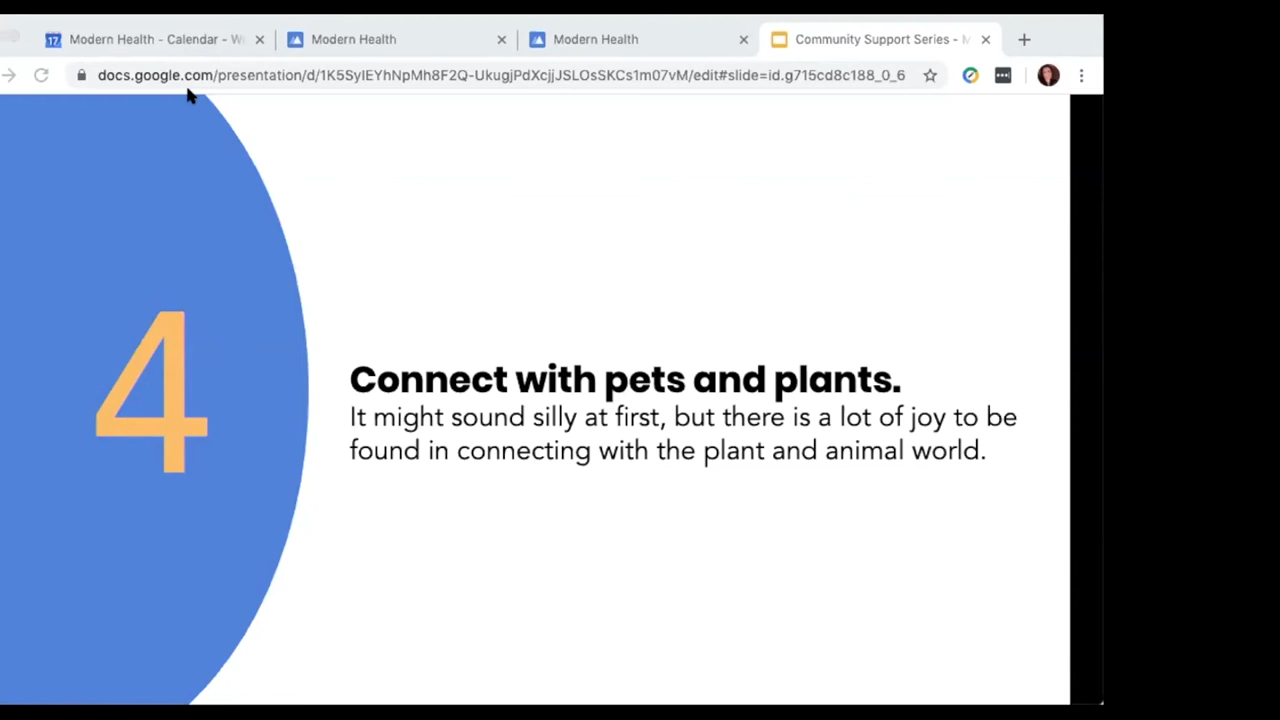 17 Modern Health - Calendar - W
Modern Health
Modern Health
Community Support Series - M
docs.google.com/presentation/d/1K5SyIEYhNpMh8F2Q-UkugjPdXcjjJSLOsSKCs1m07vM/edit#slide=id.g715cd8c188_0_6
4
Connect with pets and plants.
It might sound silly at first, but there is a lot of joy to be
found in connecting with the plant and animal world.